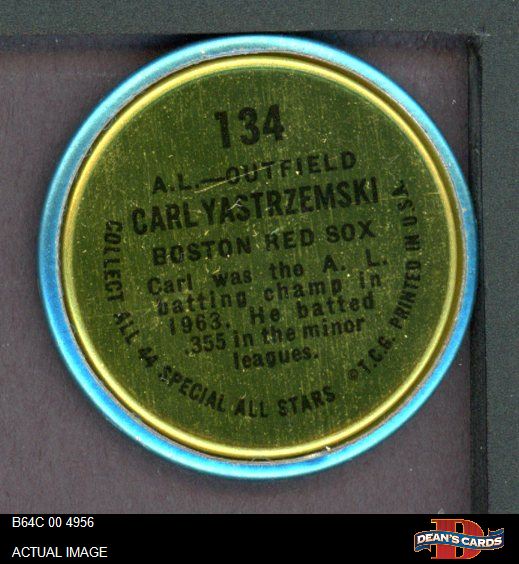 134
A.L.—OUTFIELD
CARL YASTRZEMSKI
BOSTON RED SOX
Carl was the A. L.
batting champ in
1963. He batted
.355 in the minor
leagues.
COLLECT ALL 44 SPECIAL ALL STARS
©T.C.G. PRINTED IN U.S.A.
B64C 00 4956
ACTUAL IMAGE
D
DEAN'S CARDS